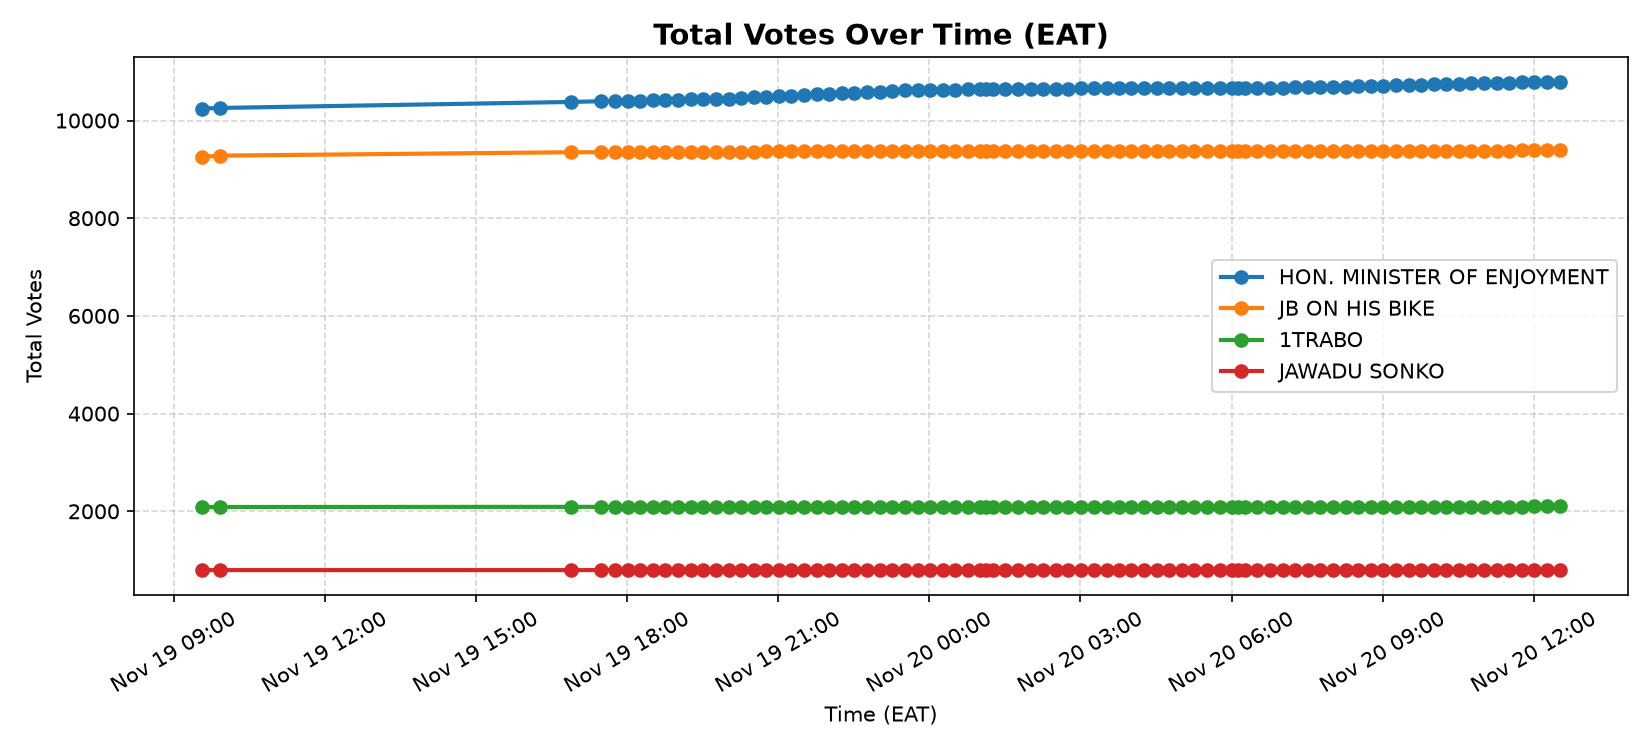 Total Votes Over Time (EAT)
Total Votes
10000
8000
6000
4000
2000
HON. MINISTER OF ENJOYMENT
JB ON HIS BIKE
1TRABO
JAWADU SONKO
Nov 19 09:00
Nov 19 12:00
Nov 19 15:00
Nov 19 18:00
Nov 19 21:00
Nov 20 00:00
Nov 20 03:00
Nov 20 06:00
Nov 20 09:00
Nov 20 12:00
Time (EAT)